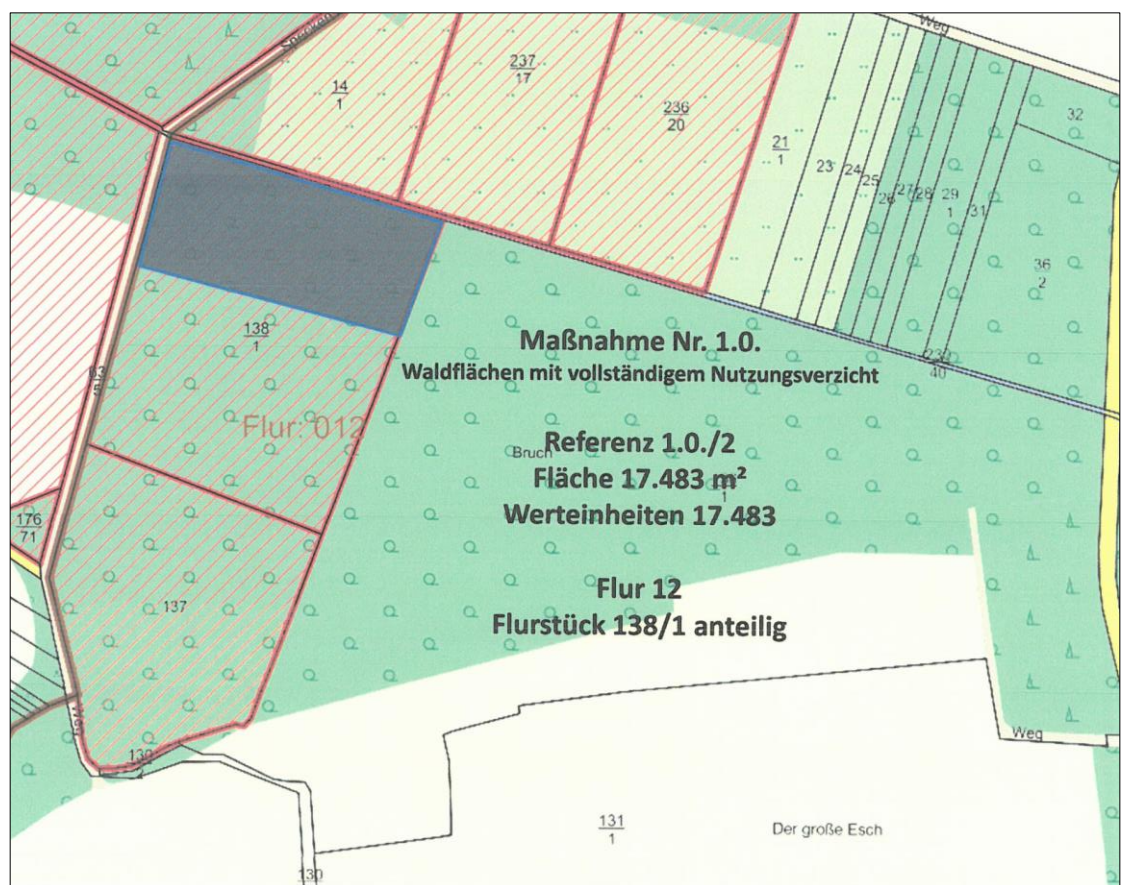 Weg
14
1
237
17
236
20
21
1
23
24
25
26
27
28
29
1
31
32
36
2
138
1
Maßnahme Nr. 1.0.
Waldflächen mit vollständigem Nutzungsverzicht
40
Flur: 012
Bruch
Referenz 1.0./2
Fläche 17.483 m²
1
Werteinheiten 17.483
176
71
Flur 12
137
Flurstück 138/1 anteilig
Weg
Weg
130
131
1
Der große Esch
130